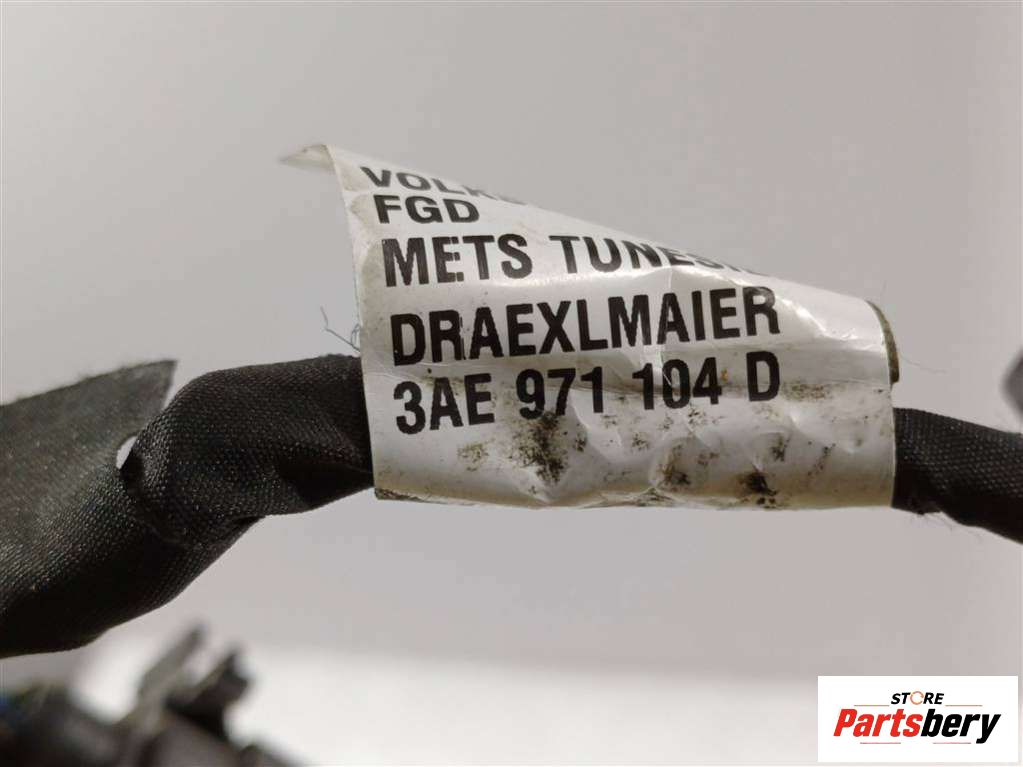 FGD
METS
DRAEXLMAIER
3AE 971 104 D
STORE
Partsbery